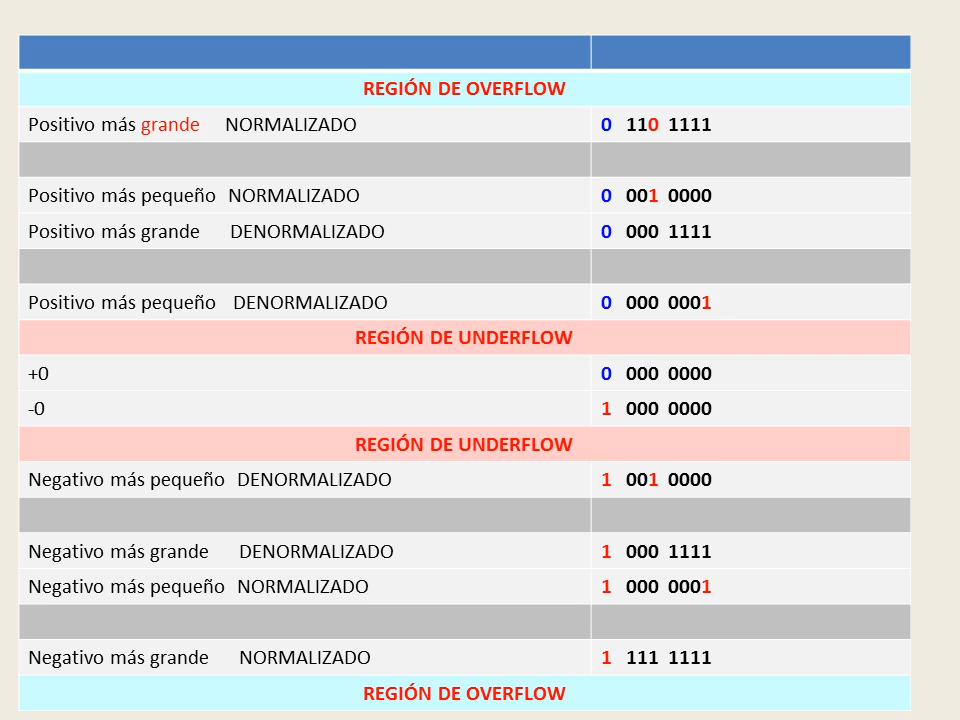 REGIÓN DE OVERFLOW
Positivo más grande NORMALIZADO 0 110 1111
Positivo más pequeño NORMALIZADO 0 001 0000
Positivo más grande DENORMALIZADO 0 000 1111
Positivo más pequeño DENORMALIZADO 0 000 0001
REGIÓN DE UNDERFLOW
+0 0 000 0000
-0 1 000 0000
REGIÓN DE UNDERFLOW
Negativo más pequeño DENORMALIZADO 1 001 0000
Negativo más grande DENORMALIZADO 1 000 1111
Negativo más pequeño NORMALIZADO 1 000 0001
Negativo más grande NORMALIZADO 1 111 1111
REGIÓN DE OVERFLOW